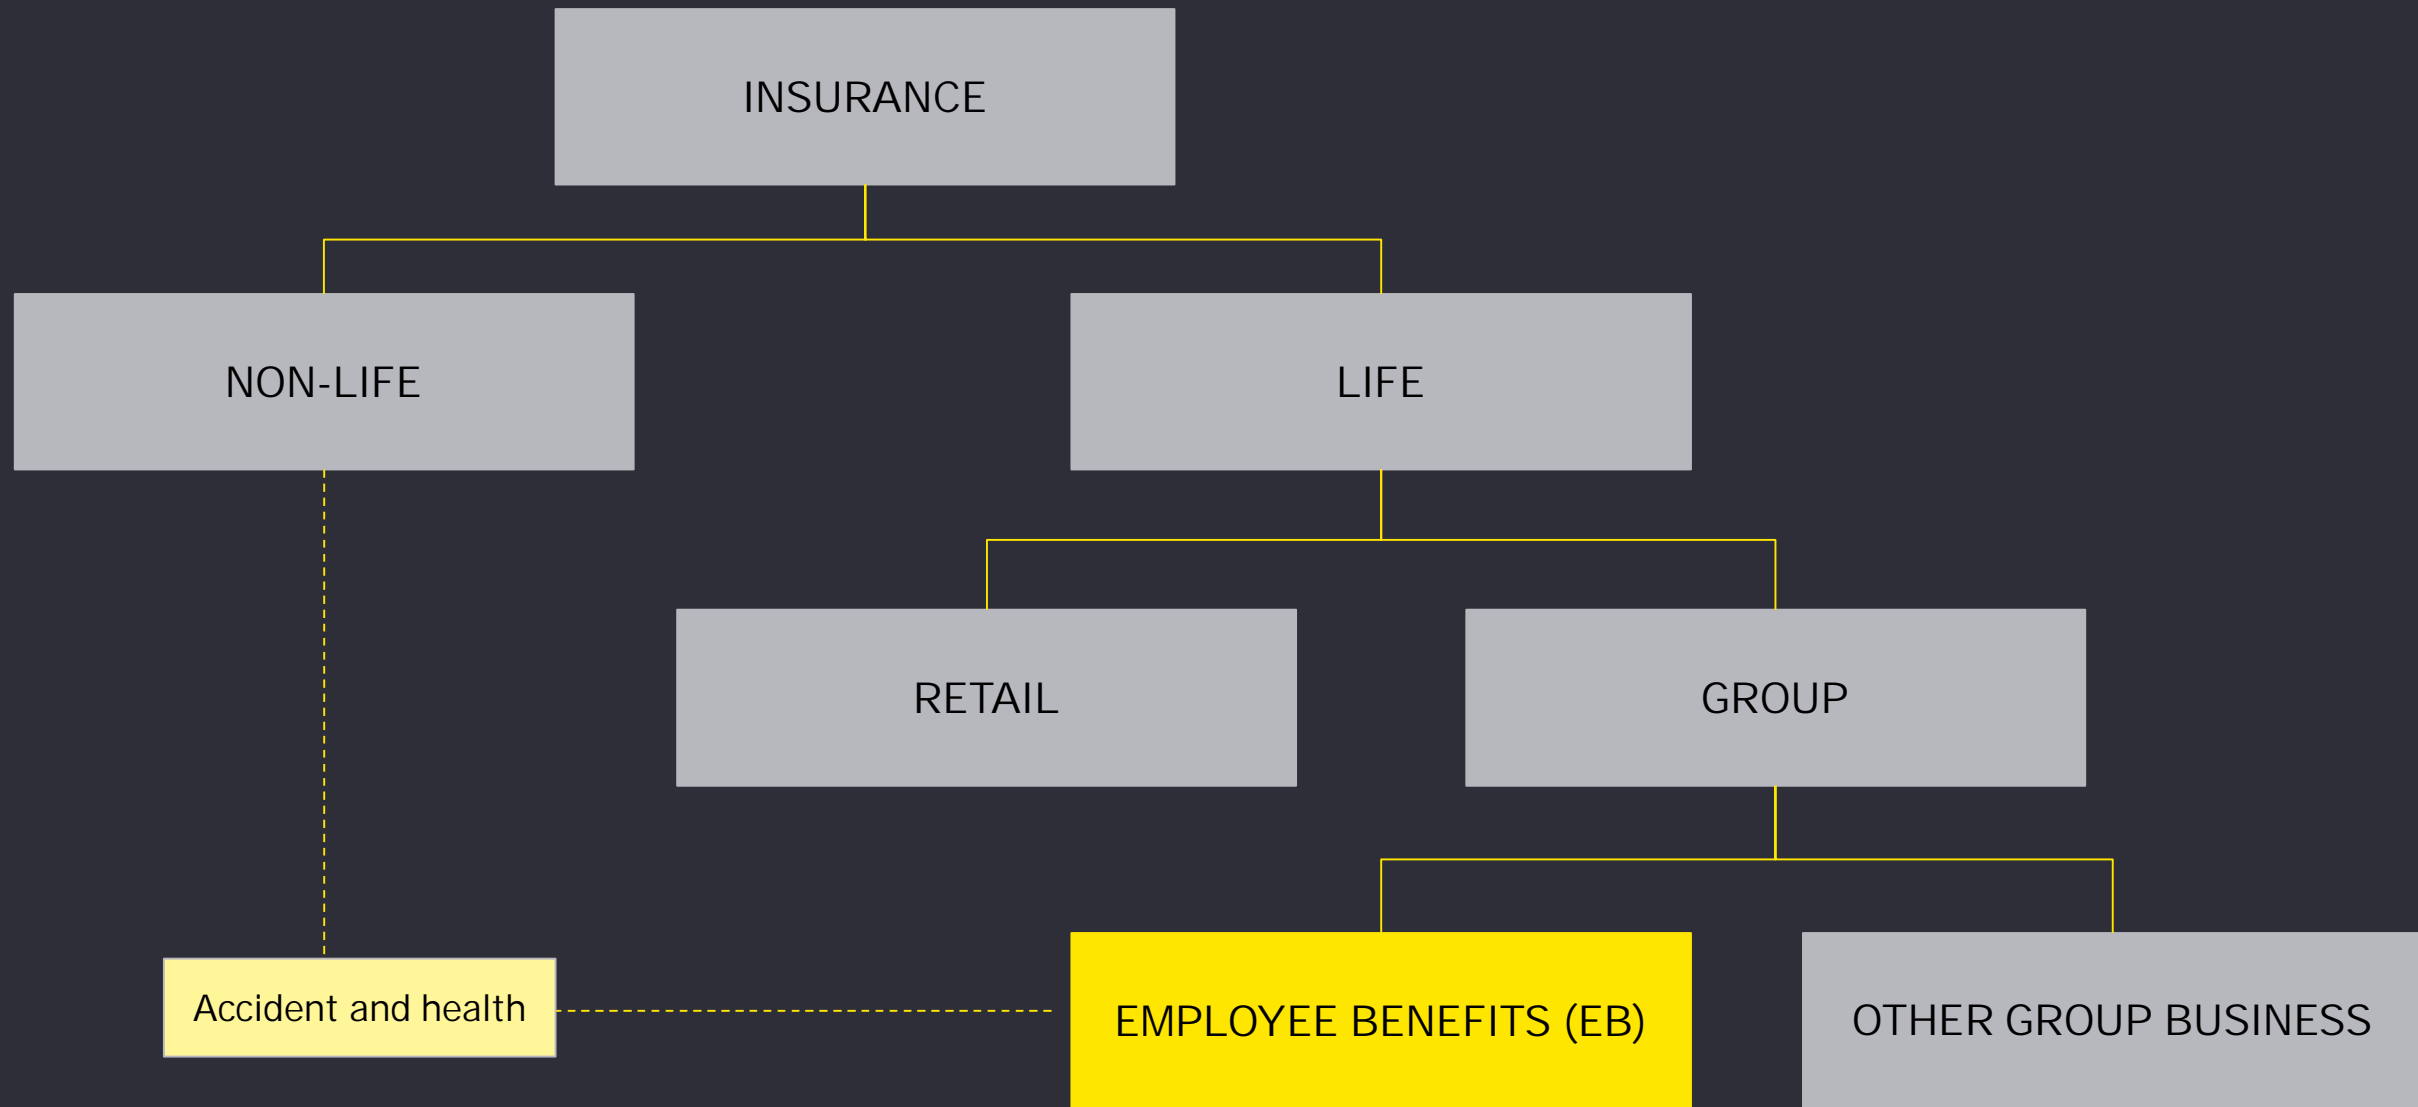 INSURANCE
NON-LIFE
LIFE
RETAIL
GROUP
Accident and health
EMPLOYEE BENEFITS (EB)
OTHER GROUP BUSINESS